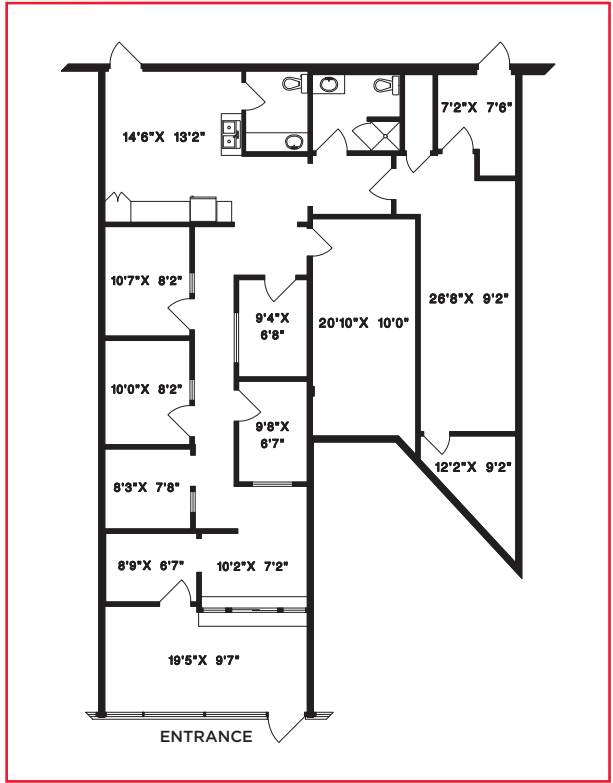 7'2"X 7'6"
14'6"X 13'2"
10'7"X 8'2"
26'8"X 9'2"
9'4"X
6'8"
20'10"X 10'0"
10'0"X 8'2"
9'8"X
6'7"
12'2"X 9'2"
8'3"X 7'8"
8'9"X 6'7"
10'2"X 7'2"
19'5"X 9'7"
ENTRANCE